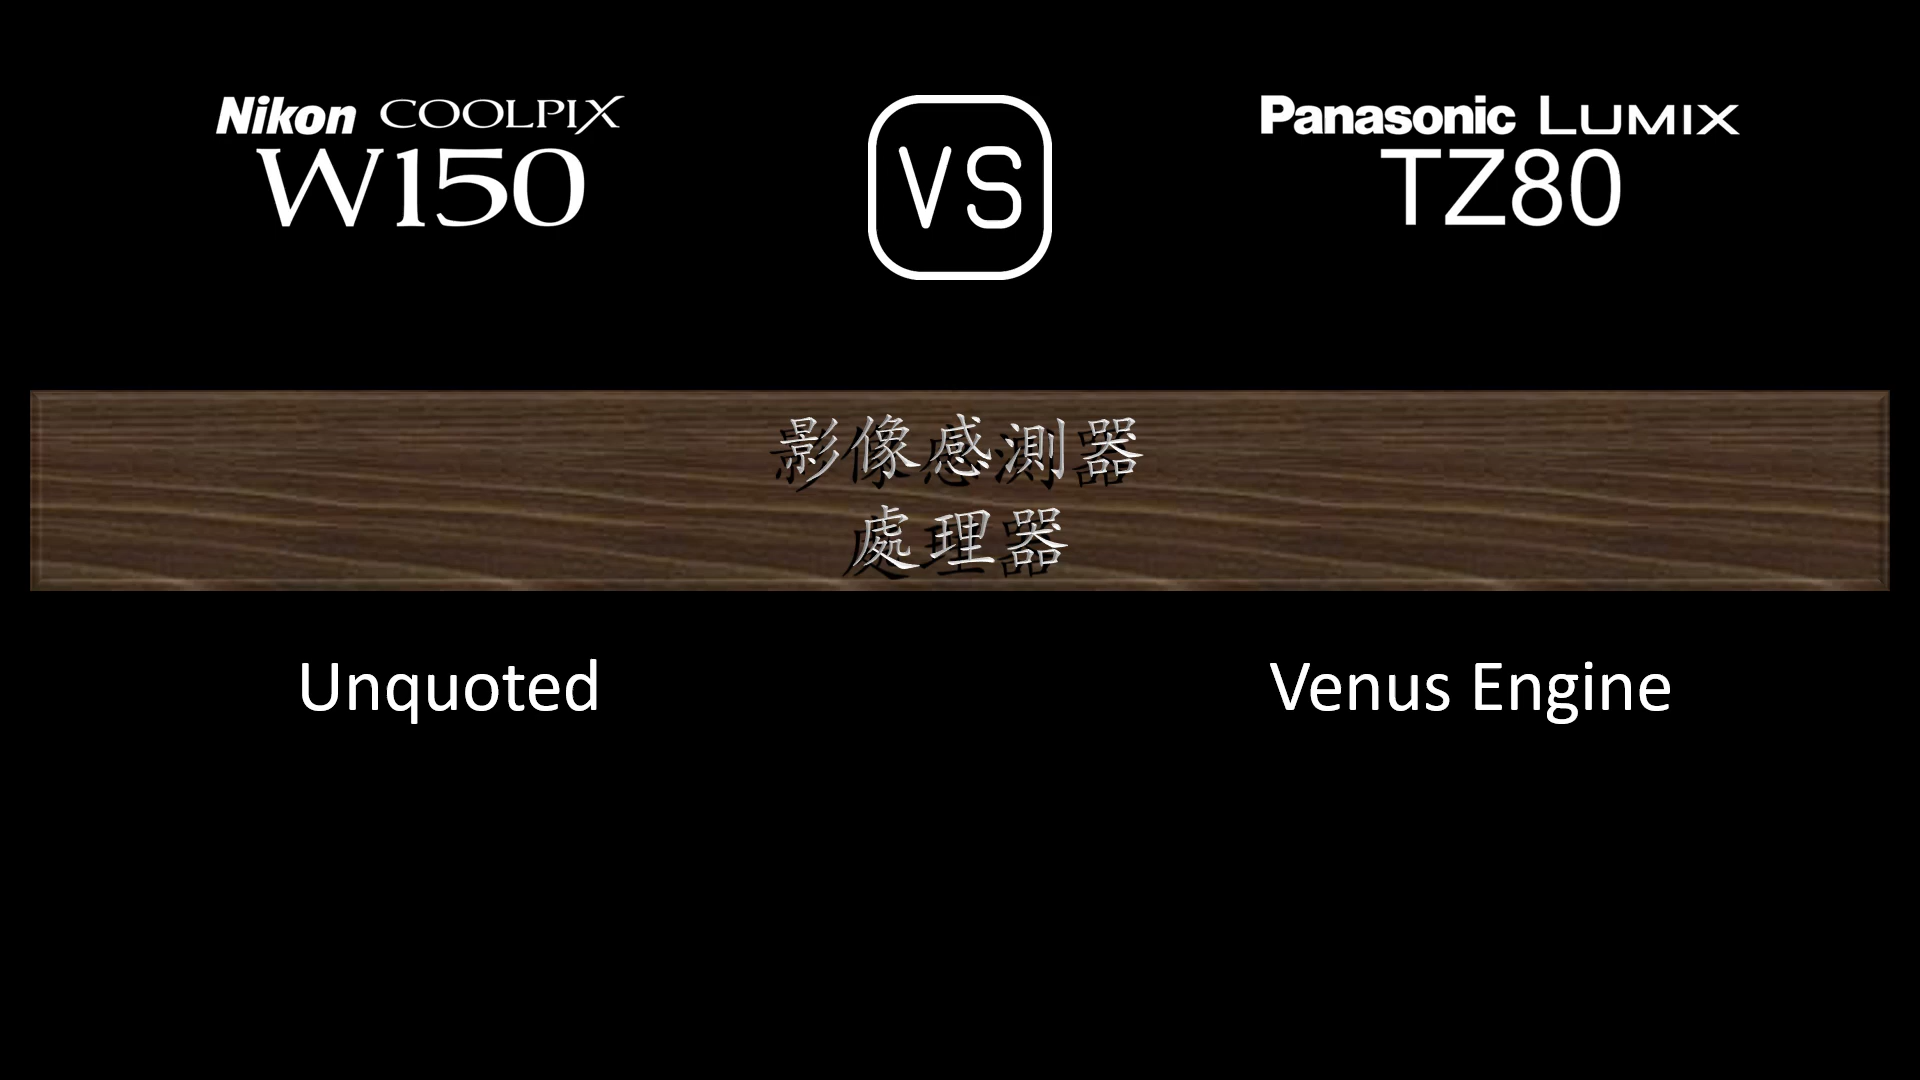 Nikon COOLPIX
W150
VS
Panasonic LUMIX
TZ80
影像感測器
處理器
Unquoted
Venus Engine